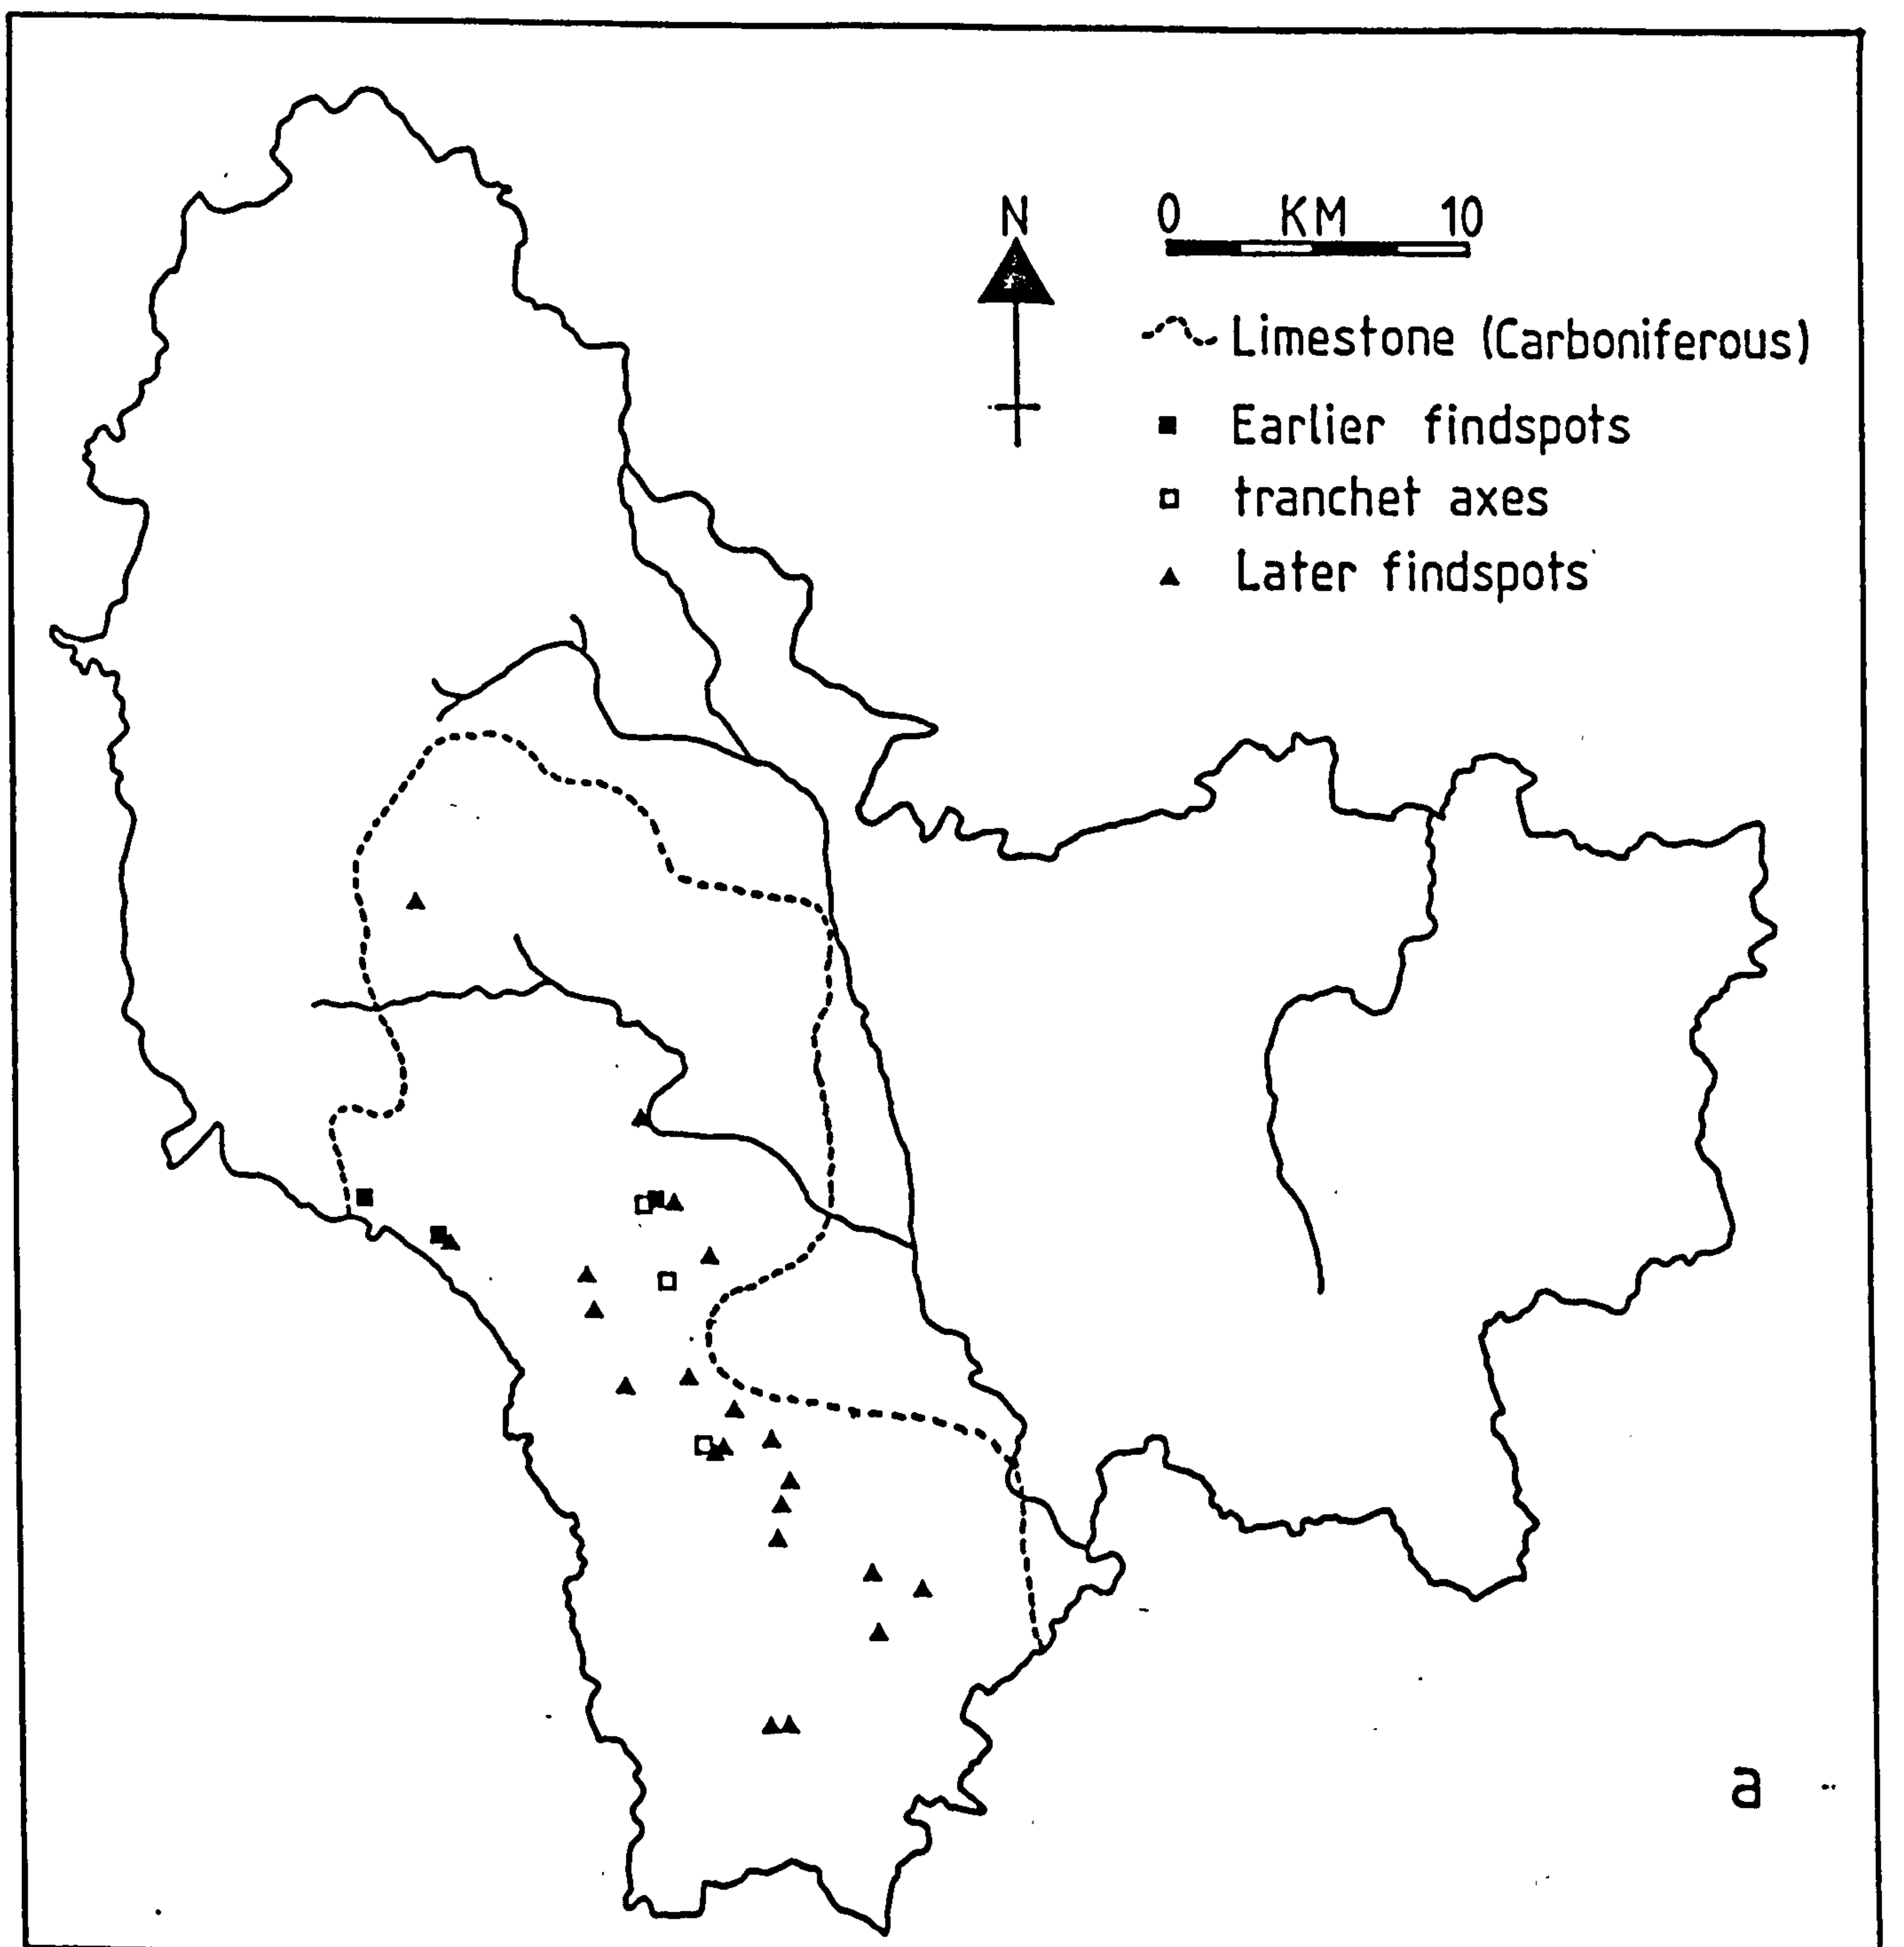 N
0 KM 10
Limestone (Carboniferous)
Earlier findspots
tranchet axes
Later findspots
a